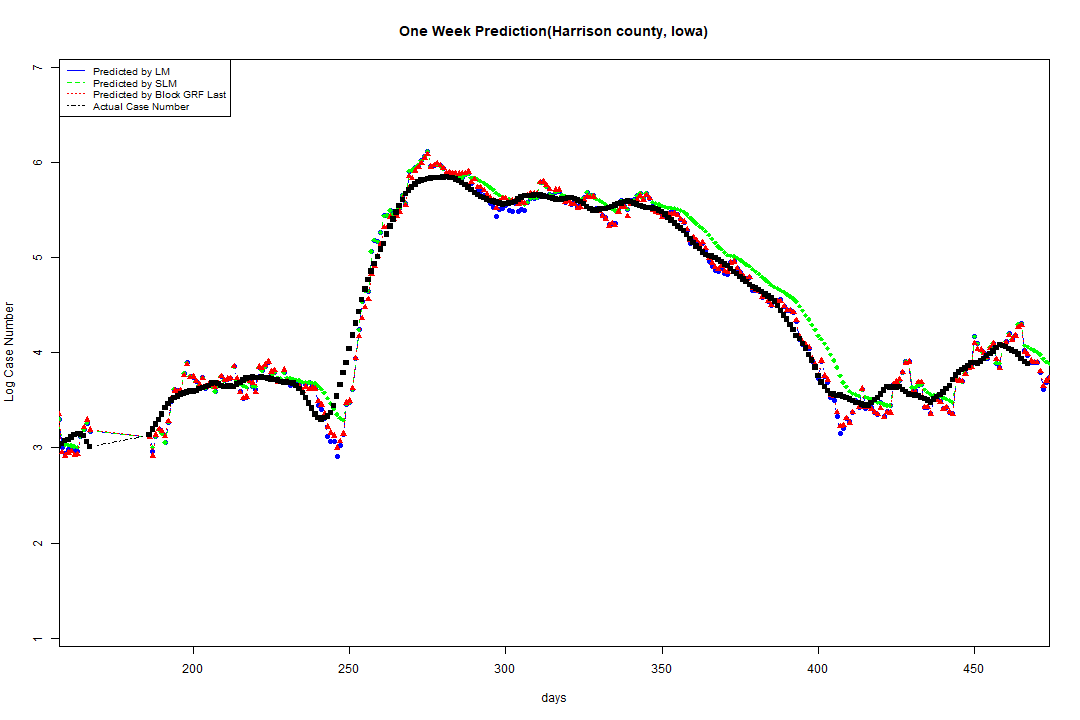 One Week Prediction(Harrison county, Iowa)
Predicted by LM
Predicted by SLM
Predicted by Block GRF Last
Actual Case Number
7
6
5
4
3
2
1
Log Case Number
200
250
300
350
400
450
days